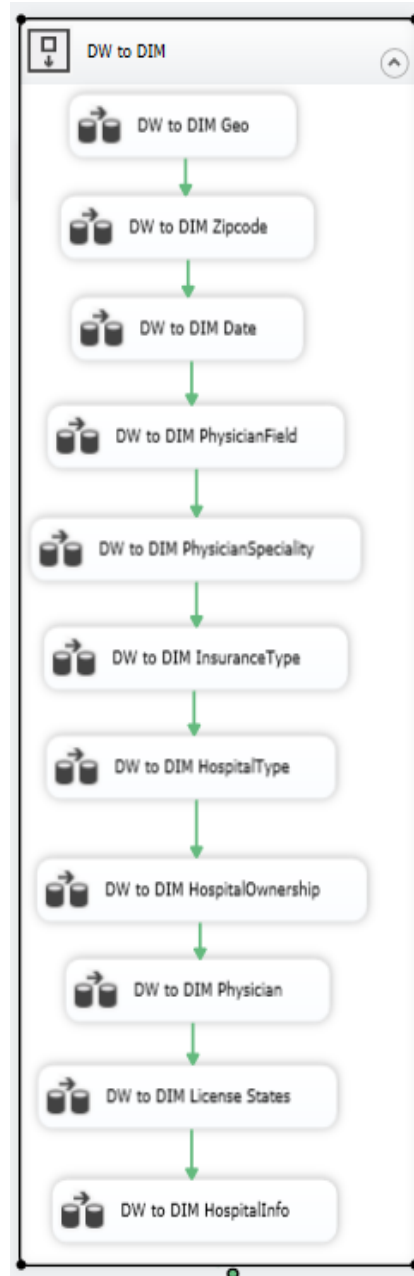 DW to DIM
DW to DIM Geo
DW to DIM Zipcode
DW to DIM Date
DW to DIM PhysicianField
DW to DIM PhysicianSpeciality
DW to DIM InsuranceType
DW to DIM HospitalType
DW to DIM HospitalOwnership
DW to DIM Physician
DW to DIM License States
DW to DIM HospitalInfo